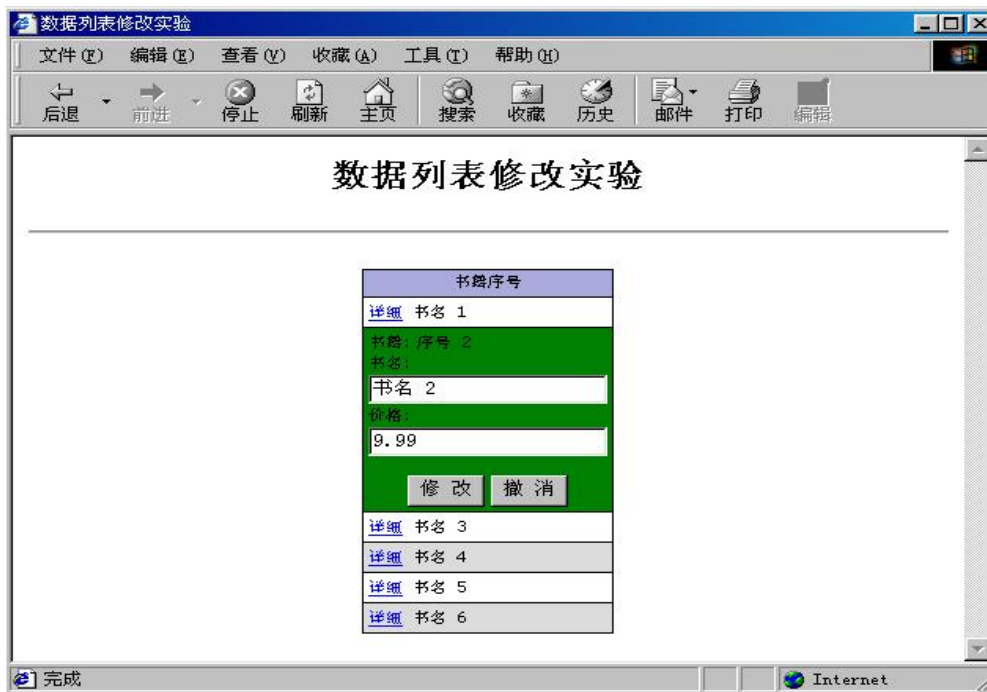 数据列表修改实验
文件(F) 编辑(E) 查看(V) 收藏(A) 工具(T) 帮助(H)
后退 前进 停止 刷新 主页 搜索 收藏 历史 邮件 打印 编辑
数据列表修改实验
书籍序号
详细 书名 1
书籍:序号 2
书名:
书名 2
价格:
9.99
修 改 撤 消
详细 书名 3
详细 书名 4
详细 书名 5
详细 书名 6
完成 Internet